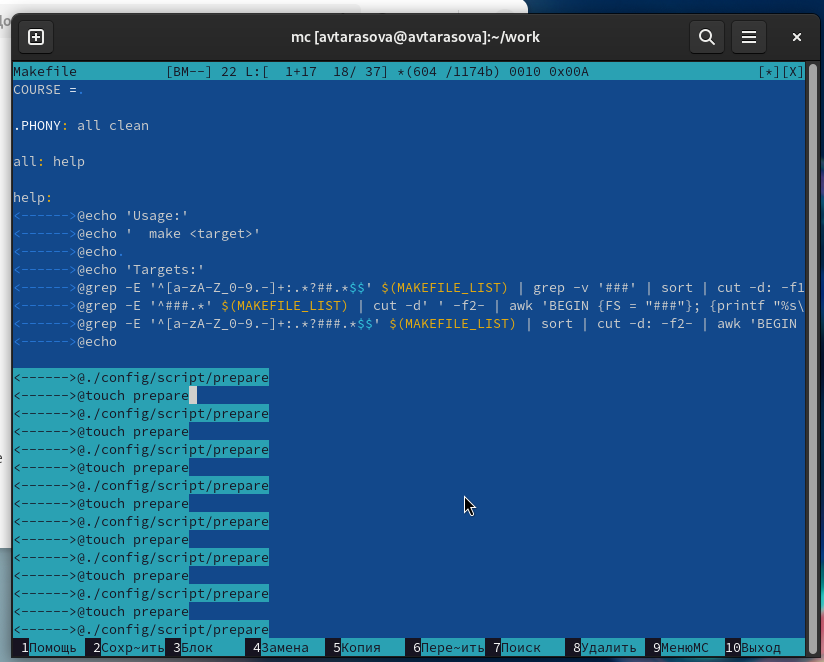 mc [avtarasova@avtarasova]:~/work
Makefile [BM--] 22 L:[ 1+17 18/ 37] *(604 /1174b) 0010 0x00A [*][X]
COURSE =.
.PHONY: all clean
all: help
help:
<------>@echo 'Usage:'
<------>@echo '  make <target>'
<------>@echo.
<------>@echo 'Targets:'
<------>@grep -E '^[a-zA-Z_0-9.-]+:.*?##.*$$' $(MAKEFILE_LIST) | grep -v '###' | sort | cut -d: -f1
<------>@grep -E '^###.*' $(MAKEFILE_LIST) | cut -d' ' -f2- | awk 'BEGIN {FS = "###"}; {printf "%s\
<------>@grep -E '^[a-zA-Z_0-9.-]+:.*?###.*$$' $(MAKEFILE_LIST) | sort | cut -d: -f2- | awk 'BEGIN
<------>@echo
<------>@./config/script/prepare
<------>@touch prepare
<------>@./config/script/prepare
<------>@touch prepare
<------>@./config/script/prepare
<------>@touch prepare
<------>@./config/script/prepare
<------>@touch prepare
<------>@./config/script/prepare
<------>@touch prepare
<------>@./config/script/prepare
<------>@touch prepare
<------>@./config/script/prepare
<------>@touch prepare
<------>@./config/script/prepare
1Помощь 2Сохр~ить 3Блок 4Замена 5Копия 6Пере~ить 7Поиск 8Удалить 9МенюМС 10Выход